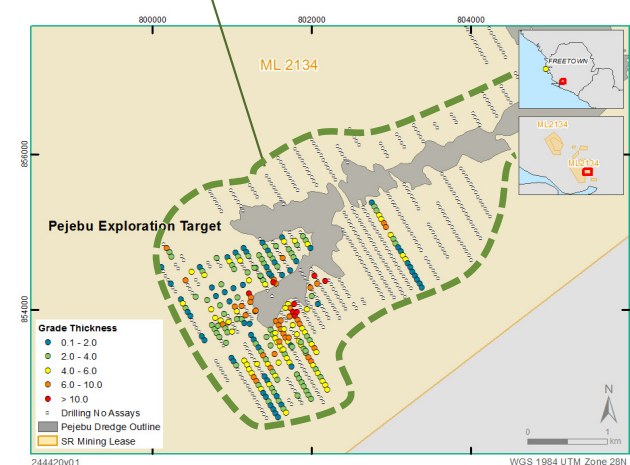 800000
802000
804000
ML 2134
FREETOWN
ML2134
ML2134
856000
Pejebu Exploration Target
854000
Grade Thickness
0.1 - 2.0
2.0 - 4.0
4.0 - 6.0
6.0 - 10.0
> 10.0
Drilling No Assays
Pejebu Dredge Outline
SR Mining Lease
N
0
1
km
244420v01
WGS 1984 UTM Zone 28N